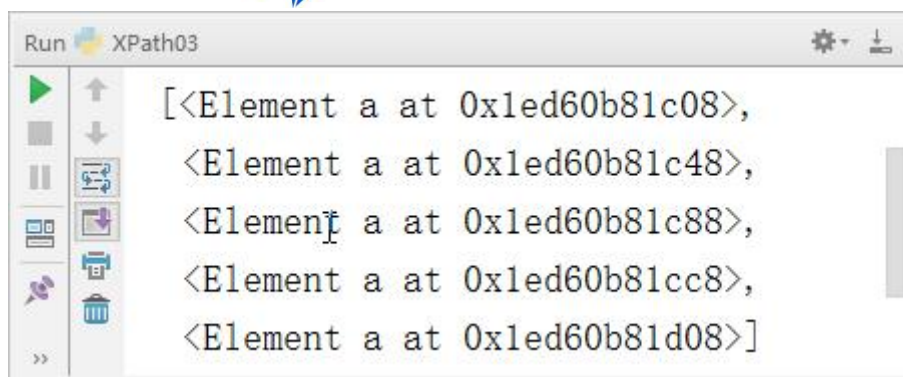 Run XPath03
[<Element a at 0x1ed60b81c08>,
<Element a at 0x1ed60b81c48>,
<Element a at 0x1ed60b81c88>,
<Element a at 0x1ed60b81cc8>,
<Element a at 0x1ed60b81d08>]